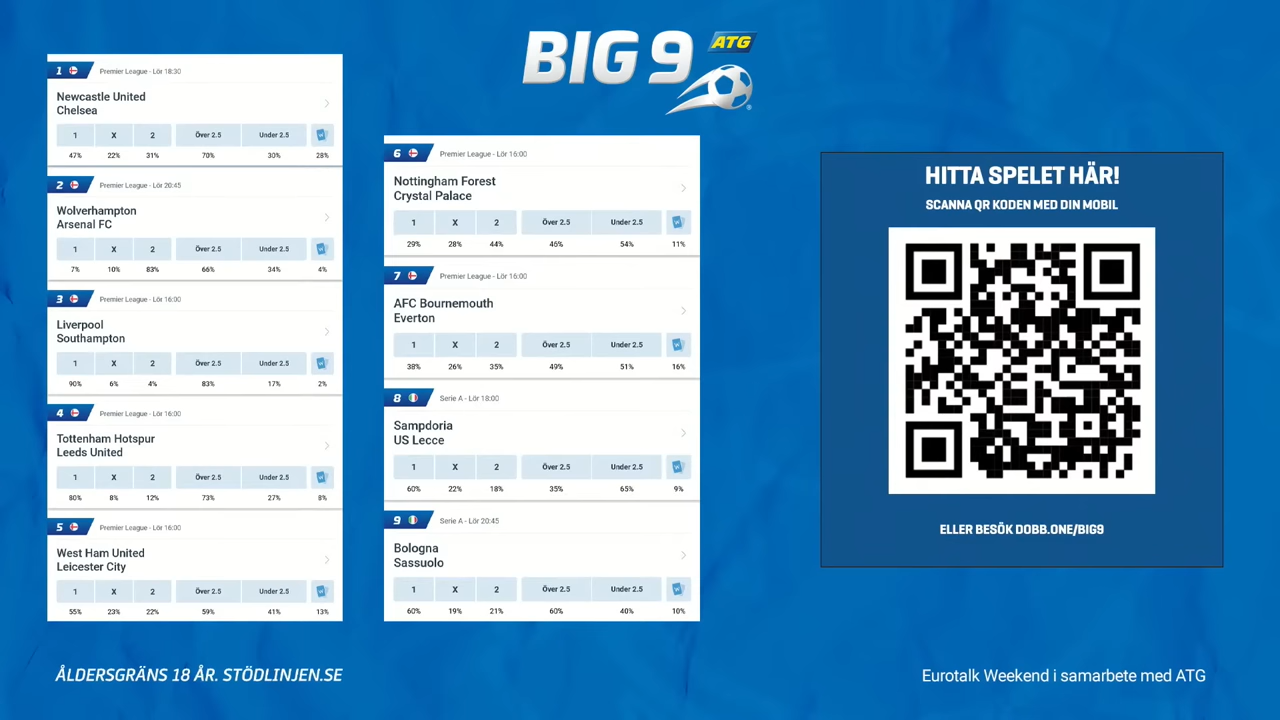 BIG 9 ATG
1 Premier League - Lör 18:30
Newcastle United
Chelsea
1 X 2 Över 2.5 Under 2.5
47% 22% 31% 70% 30% 28%
2 Premier League - Lör 20:45
Wolverhampton
Arsenal FC
1 X 2 Över 2.5 Under 2.5
7% 10% 83% 66% 34% 4%
3 Premier League - Lör 16:00
Liverpool
Southampton
1 X 2 Över 2.5 Under 2.5
90% 6% 4% 83% 17% 2%
4 Premier League - Lör 16:00
Tottenham Hotspur
Leeds United
1 X 2 Över 2.5 Under 2.5
80% 8% 12% 73% 27% 8%
5 Premier League - Lör 16:00
West Ham United
Leicester City
1 X 2 Över 2.5 Under 2.5
55% 23% 22% 59% 41% 13%
6 Premier League - Lör 16:00
Nottingham Forest
Crystal Palace
1 X 2 Över 2.5 Under 2.5
29% 28% 44% 46% 54% 11%
7 Premier League - Lör 16:00
AFC Bournemouth
Everton
1 X 2 Över 2.5 Under 2.5
38% 26% 35% 49% 51% 16%
8 Serie A - Lör 18:00
Sampdoria
US Lecce
1 X 2 Över 2.5 Under 2.5
60% 22% 18% 35% 65% 9%
9 Serie A - Lör 20:45
Bologna
Sassuolo
1 X 2 Över 2.5 Under 2.5
60% 19% 21% 60% 40% 10%
HITTA SPELET HÄR!
SCANNA QR KODEN MED DIN MOBIL
ELLER BESÖK DOBB.ONE/BIG9
ÅLDERSGRÄNS 18 ÅR. STÖDLINJEN.SE
Eurotalk Weekend i samarbete med ATG